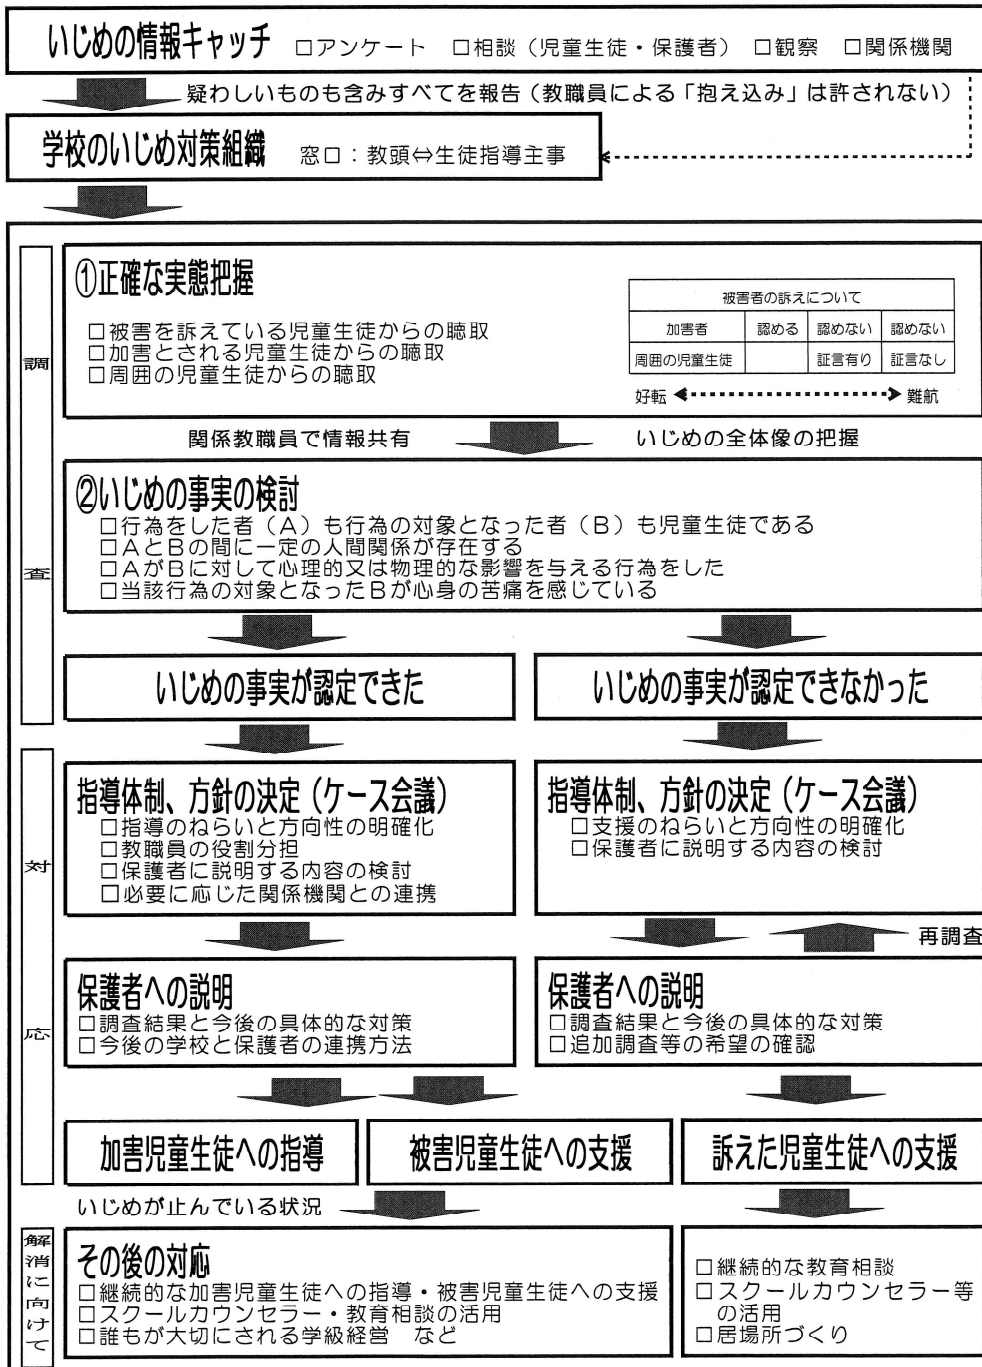 いじめの情報キャッチ □アンケート □相談（児童生徒・保護者） □観察 □関係機関
疑わしいものも含みすべてを報告（教職員による「抱え込み」は許されない）
学校のいじめ対策組織 窓口：教頭⇔生徒指導主事
調査
①正確な実態把握
□被害を訴えている児童生徒からの聴取
□加害とされる児童生徒からの聴取
□周囲の児童生徒からの聴取
被害者の訴えについて
加害者 認める 認めない 認めない
周囲の児童生徒 証言有り 証言なし
好転 難航
関係教職員で情報共有 いじめの全体像の把握
②いじめの事実の検討
□行為をした者（A）も行為の対象となった者（B）も児童生徒である
□AとBの間に一定の人間関係が存在する
□AがBに対して心理的又は物理的な影響を与える行為をした
□当該行為の対象となったBが心身の苦痛を感じている
いじめの事実が認定できた
いじめの事実が認定できなかった
対応
指導体制、方針の決定（ケース会議）
□指導のねらいと方向性の明確化
□教職員の役割分担
□保護者に説明する内容の検討
□必要に応じた関係機関との連携
指導体制、方針の決定（ケース会議）
□支援のねらいと方向性の明確化
□保護者に説明する内容の検討
再調査
保護者への説明
□調査結果と今後の具体的な対策
□今後の学校と保護者の連携方法
保護者への説明
□調査結果と今後の具体的な対策
□追加調査等の希望の確認
加害児童生徒への指導
被害児童生徒への支援
訴えた児童生徒への支援
いじめが止んでいる状況
解消に向けて
その後の対応
□継続的な加害児童生徒への指導・被害児童生徒への支援
□スクールカウンセラー・教育相談の活用
□誰もが大切にされる学級経営 など
□継続的な教育相談
□スクールカウンセラー等
の活用
□居場所づくり